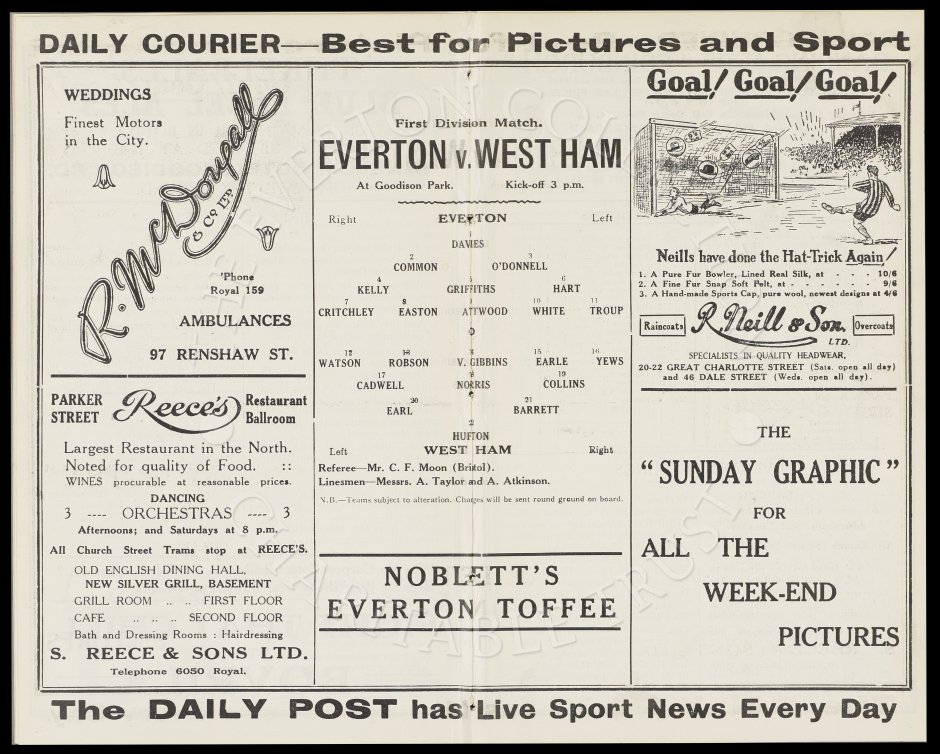 DAILY COURIER—Best for Pictures and Sport
WEDDINGS
Finest Motors
in the City.
R. McDougall
& Co LTD
'Phone
Royal 159
AMBULANCES
97 RENSHAW ST.
PARKER STREET Reece's Restaurant Ballroom
Largest Restaurant in the North.
Noted for quality of Food. ::
WINES procurable at reasonable prices.
DANCING
3 ---- ORCHESTRAS ---- 3
Afternoons; and Saturdays at 8 p.m.
All Church Street Trams stop at REECE'S.
OLD ENGLISH DINING HALL,
NEW SILVER GRILL, BASEMENT
GRILL ROOM .. .. FIRST FLOOR
CAFE .. .. .. SECOND FLOOR
Bath and Dressing Rooms : Hairdressing
S. REECE & SONS LTD.
Telephone 6050 Royal.
First Division Match.
EVERTON v. WEST HAM
At Goodison Park. Kick-off 3 p.m.
Right EVERTON Left
DAVIES
2 3
COMMON O'DONNELL
4 5 6
KELLY GRIFFITHS HART
7 8 10 11
CRITCHLEY EASTON ATTWOOD WHITE TROUP
O
12 13 15 16
WATSON ROBSON V. GIBBINS EARLE YEWS
17 19
CADWELL NORRIS COLLINS
20 21
EARL BARRETT
HUFTON
Left WEST HAM Right
Referee—Mr. C. F. Moon (Bristol).
Linesmen—Messrs. A. Taylor and A. Atkinson.
N.B.—Teams subject to alteration. Charges will be sent round ground on board.
NOBLETT'S
EVERTON TOFFEE
Goal! Goal! Goal!
Neills have done the Hat-Trick Again!
1. A Pure Fur Bowler, Lined Real Silk, at - - - - 10/6
2. A Fine Fur Snap Soft Pelt, at - - - - - 9/6
3. A Hand-made Sports Cap, pure wool, newest designs at 4/6
Raincoats R. Neill & Son. LTD. Overcoats
SPECIALISTS IN QUALITY HEADWEAR,
20-22 GREAT CHARLOTTE STREET (Sats. open all day)
and 46 DALE STREET (Weds. open all day).
THE
"SUNDAY GRAPHIC"
FOR
ALL THE
WEEK-END
PICTURES
The DAILY POST has Live Sport News Every Day